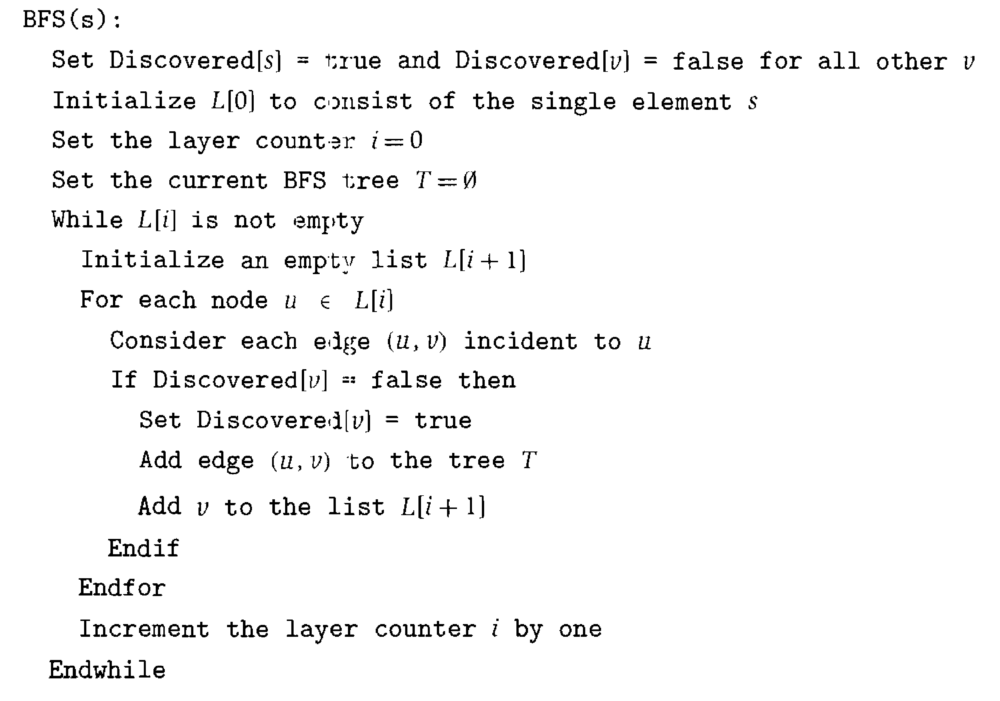 BFS(s):
Set Discovered[s] = true and Discovered[v] = false for all other v
Initialize L[0] to consist of the single element s
Set the layer counter i = 0
Set the current BFS tree T = ∅
While L[i] is not empty
Initialize an empty list L[i + 1]
For each node u ∈ L[i]
Consider each edge (u, v) incident to u
If Discovered[v] = false then
Set Discovered[v] = true
Add edge (u, v) to the tree T
Add v to the list L[i + 1]
Endif
Endfor
Increment the layer counter i by one
Endwhile